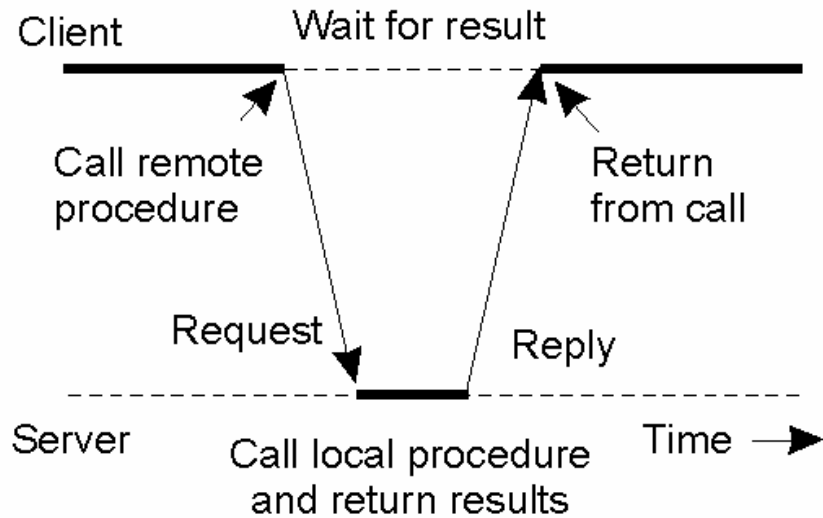 Client
Wait for result
Call remote
procedure
Return
from call
Request
Reply
Server
Call local procedure
and return results
Time